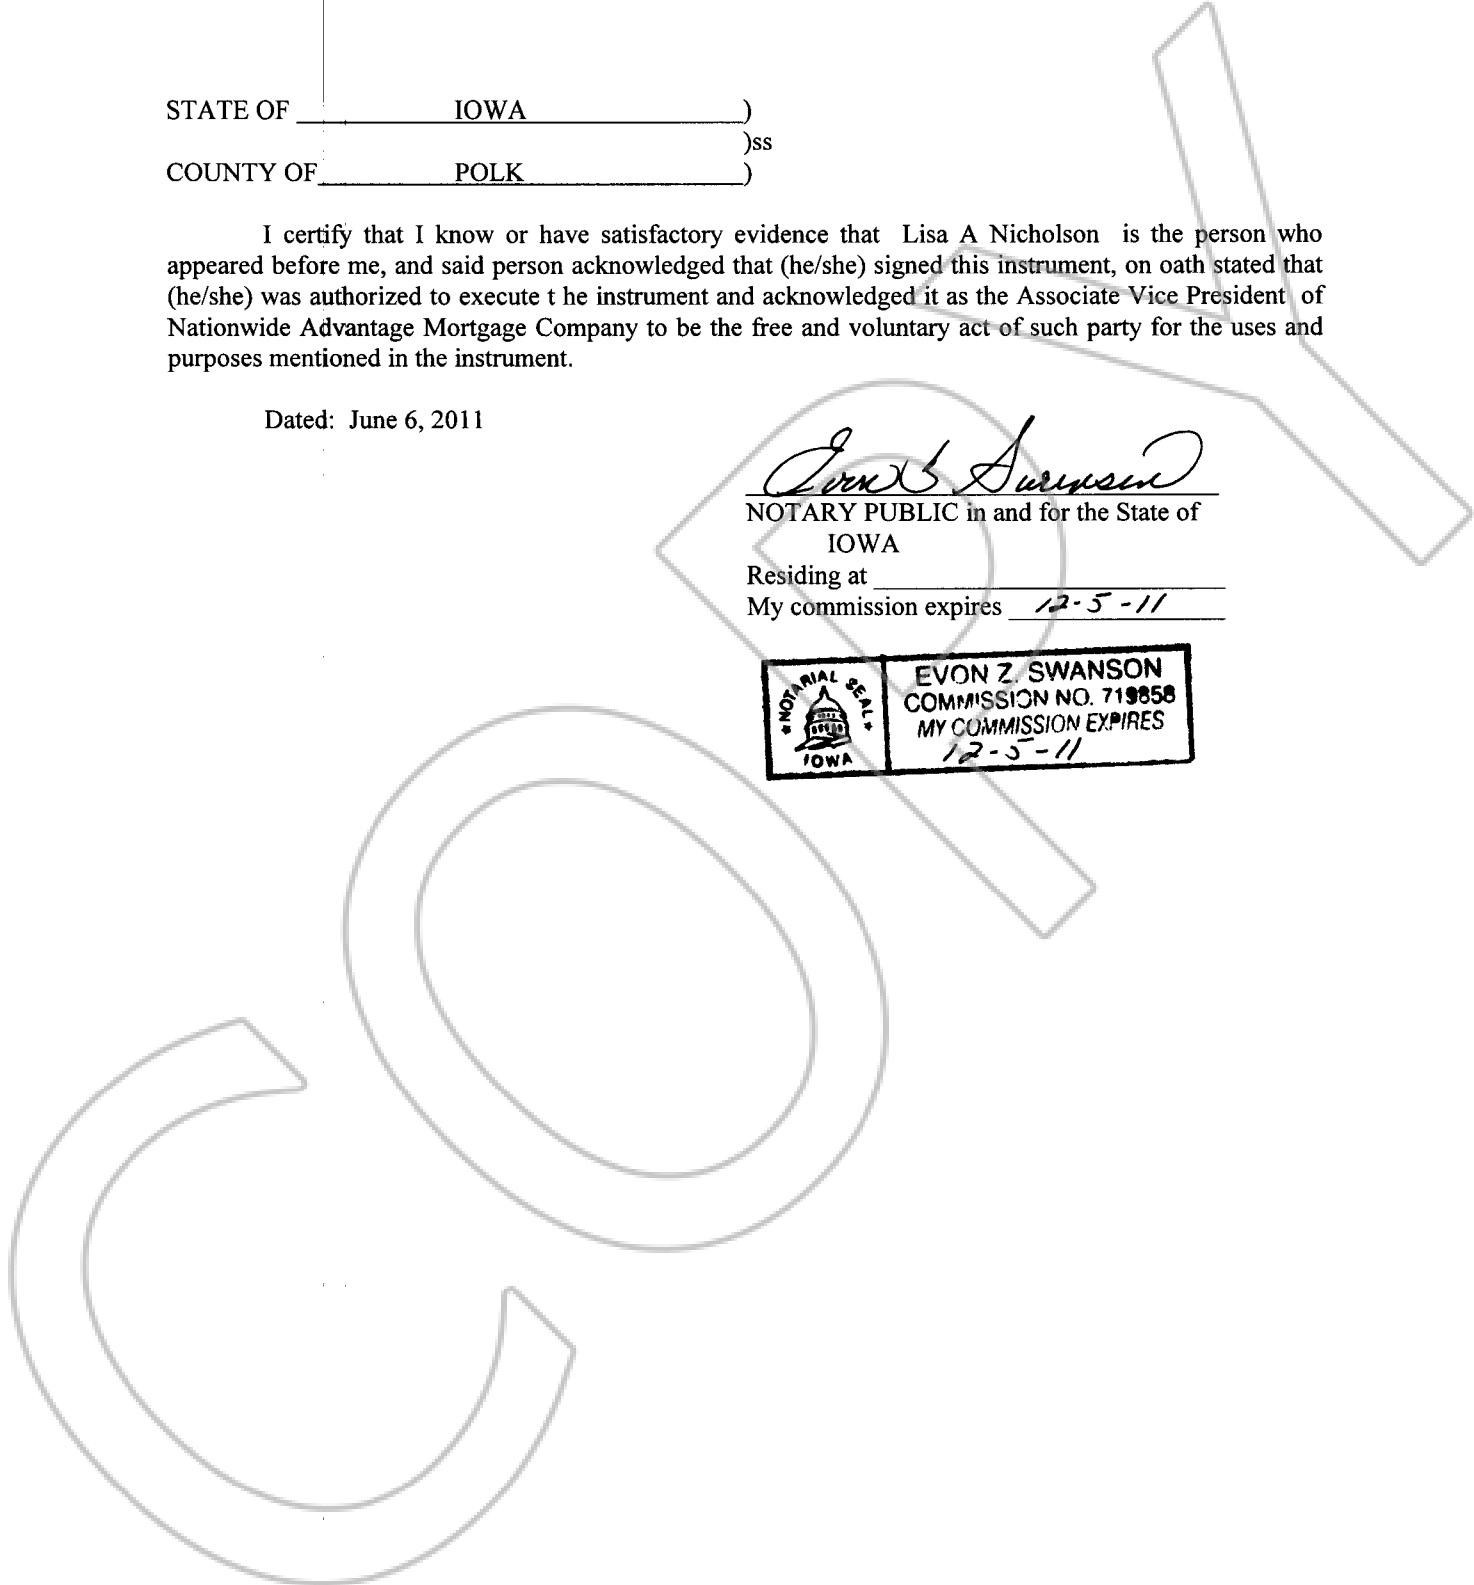 STATE OF IOWA )
)ss
COUNTY OF POLK )
I certify that I know or have satisfactory evidence that Lisa A Nicholson is the person who
appeared before me, and said person acknowledged that (he/she) signed this instrument, on oath stated that
(he/she) was authorized to execute t he instrument and acknowledged it as the Associate Vice President of
Nationwide Advantage Mortgage Company to be the free and voluntary act of such party for the uses and
purposes mentioned in the instrument.
Dated: June 6, 2011
NOTARY PUBLIC in and for the State of
IOWA
Residing at
My commission expires 12-5-11
NOTARIAL SEAL
IOWA
EVON Z. SWANSON
COMMISSION NO. 719858
MY COMMISSION EXPIRES
12-5-11
COPY